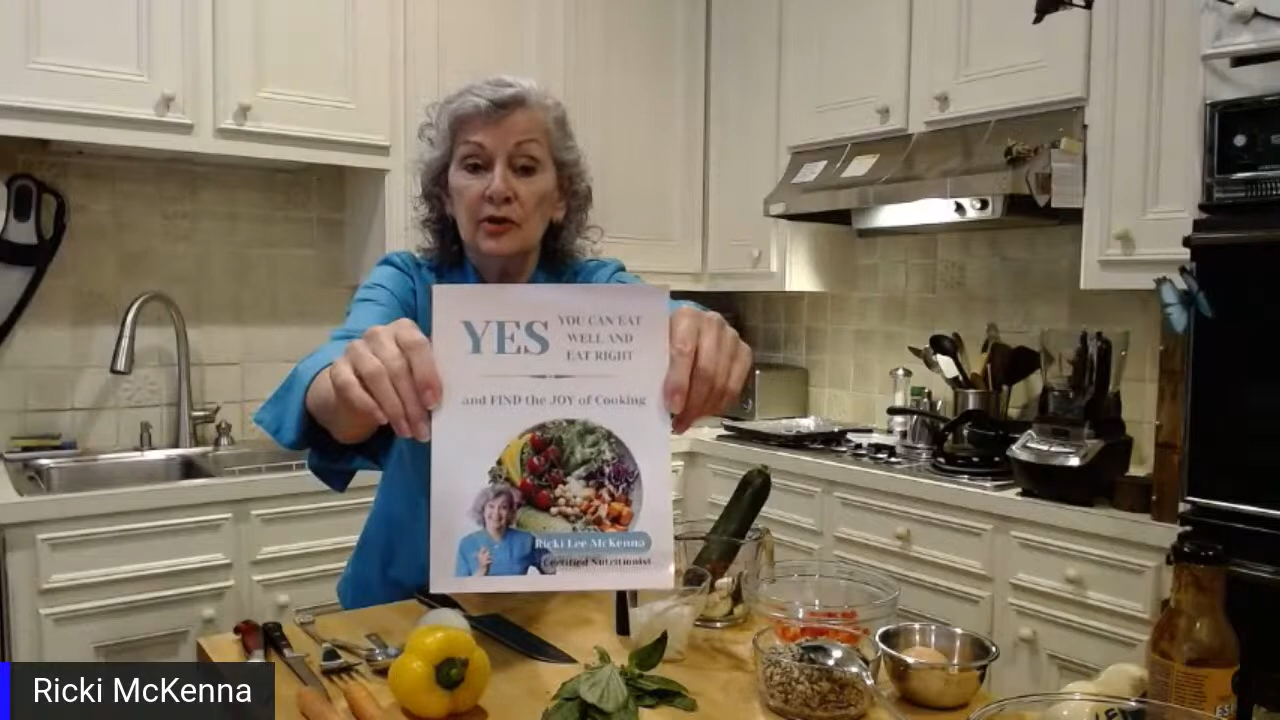 YES
YOU CAN EAT
WELL AND
EAT RIGHT
and FIND the JOY of Cooking
Ricki Lee McKenna
Certified Nutritionist
Ricki McKenna